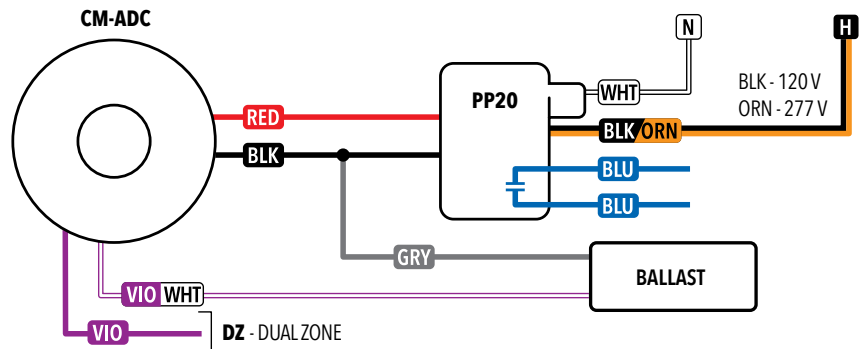 CM-ADC
N
H
PP20
WHT
BLK - 120 V
ORN - 277 V
RED
BLK/ORN
BLK
BLU
BLU
GRY
BALLAST
VIO WHT
VIO
DZ - DUAL ZONE